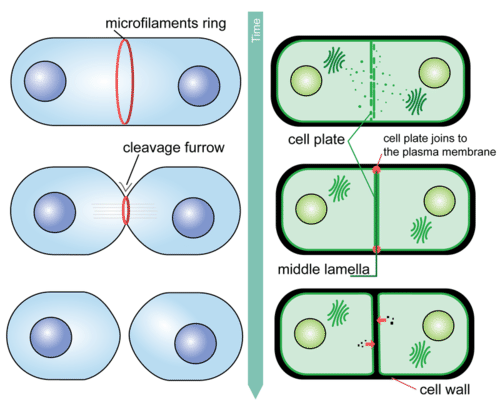 microfilaments ring
Time
cell plate
cell plate joins to
the plasma membrane
cleavage furrow
middle lamella
cell wall